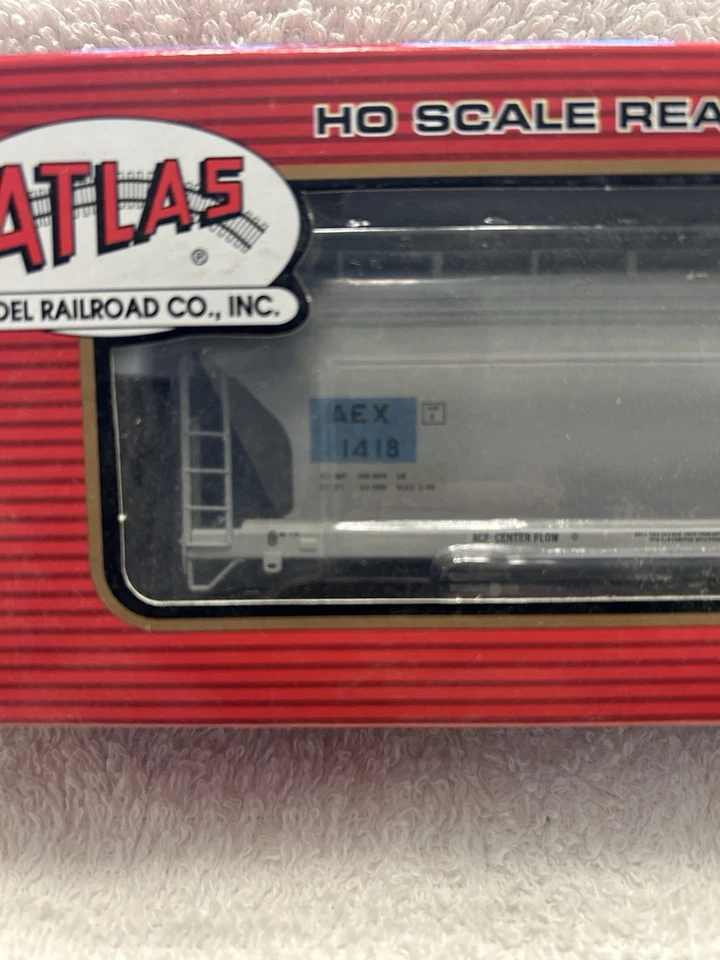 HO SCALE REA
ATLAS
®
DEL RAILROAD CO., INC.
AEX
1418
ACF CENTER FLOW